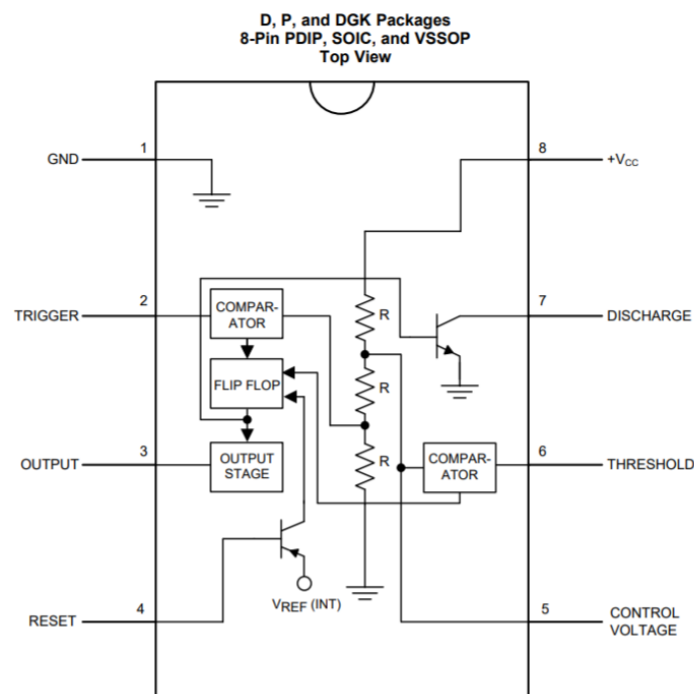 D, P, and DGK Packages
8-Pin PDIP, SOIC, and VSSOP
Top View
GND
1
8
+VCC
TRIGGER
2
COMPAR-
ATOR
R
7
DISCHARGE
FLIP FLOP
R
OUTPUT
3
OUTPUT
STAGE
R
COMPAR-
ATOR
6
THRESHOLD
VREF (INT)
RESET
4
5
CONTROL
VOLTAGE